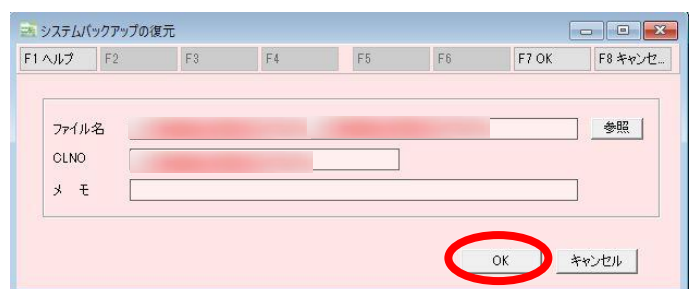 システムバックアップの復元
F1 ヘルプ F2 F3 F4 F5 F6 F7 OK F8 キャンセ...
ファイル名 参照
CLNO
メ モ
OK キャンセル